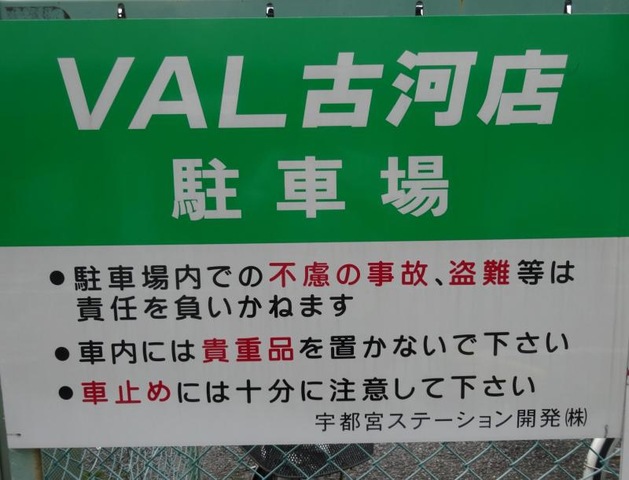 VAL古河店
駐車場
●駐車場内での不慮の事故、盗難等は
責任を負いかねます
●車内には貴重品を置かないで下さい
●車止めには十分に注意して下さい
宇都宮ステーション開発㈱